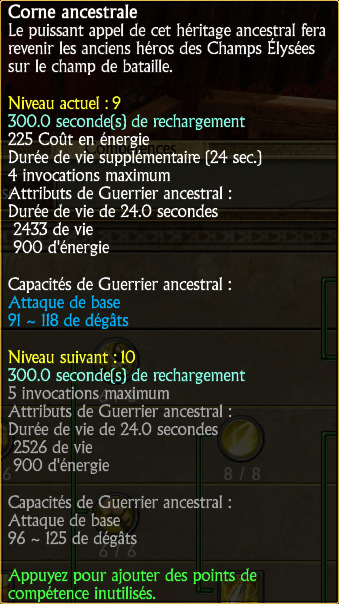 Corne ancestrale
Le puissant appel de cet héritage ancestral fera
revenir les anciens héros des Champs Élysées
sur le champ de bataille.
Niveau actuel : 9
300.0 seconde(s) de rechargement
225 Coût en énergie
Durée de vie supplémentaire (24 sec.)
4 invocations maximum
Attributs de Guerrier ancestral :
Durée de vie de 24.0 secondes
2433 de vie
900 d'énergie
Capacités de Guerrier ancestral :
Attaque de base
91 ~ 118 de dégâts
Niveau suivant : 10
300.0 seconde(s) de rechargement
5 invocations maximum
Attributs de Guerrier ancestral :
Durée de vie de 24.0 secondes
2526 de vie
900 d'énergie
8 / 8
Capacités de Guerrier ancestral :
Attaque de base
96 ~ 125 de dégâts
6 / 6
Appuyez pour ajouter des points de
compétence inutilisés.